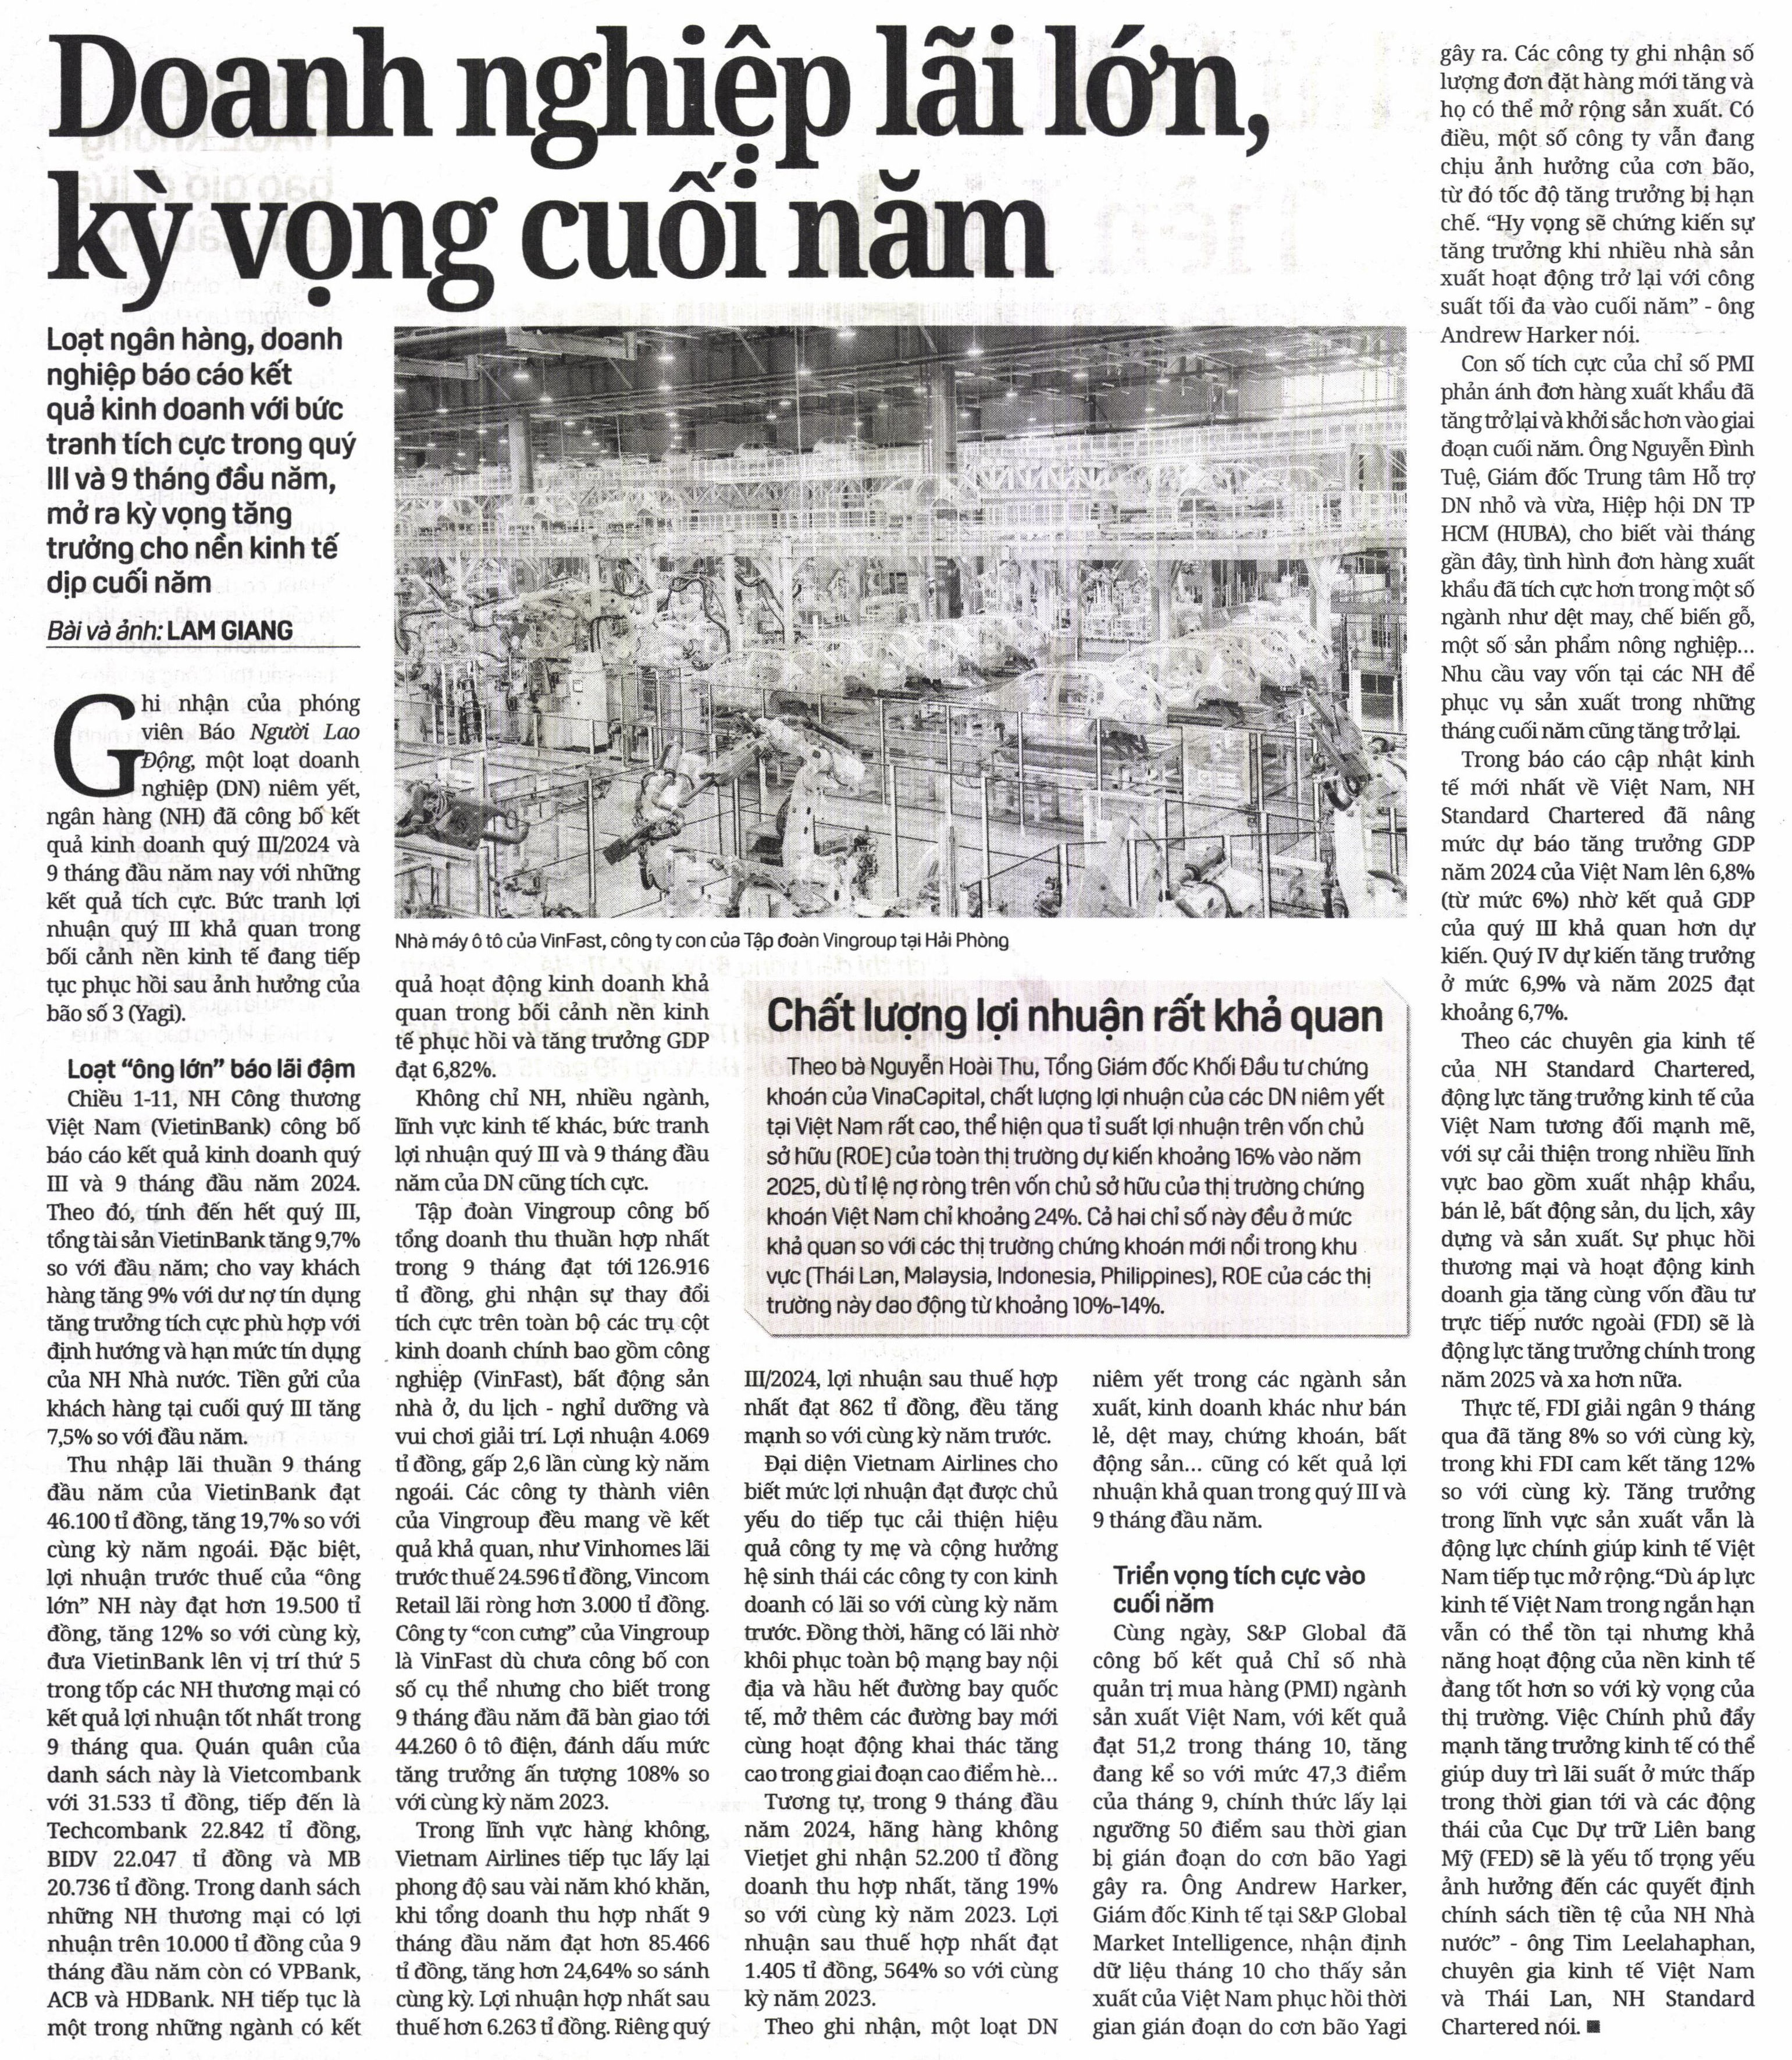 Doanh nghiệp lãi lớn,
kỳ vọng cuối năm
Loạt ngân hàng, doanh
nghiệp báo cáo kết
quả kinh doanh với bức
tranh tích cực trong quý
III và 9 tháng đầu năm,
mở ra kỳ vọng tăng
trưởng cho nền kinh tế
dịp cuối năm
Bài và ảnh: LAM GIANG
Ghi nhận của phóng
viên Báo Người Lao
Động, một loạt doanh
nghiệp (DN) niêm yết,
ngân hàng (NH) đã công bố kết
quả kinh doanh quý III/2024 và
9 tháng đầu năm nay với những
kết quả tích cực. Bức tranh lợi
nhuận quý III khả quan trong
bối cảnh nền kinh tế đang tiếp
tục phục hồi sau ảnh hưởng của
bão số 3 (Yagi).
Loạt “ông lớn” báo lãi đậm
Chiều 1-11, NH Công thương
Việt Nam (VietinBank) công bố
báo cáo kết quả kinh doanh quý
III và 9 tháng đầu năm 2024.
Theo đó, tính đến hết quý III,
tổng tài sản VietinBank tăng 9,7%
so với đầu năm; cho vay khách
hàng tăng 9% với dư nợ tín dụng
tăng trưởng tích cực phù hợp với
định hướng và hạn mức tín dụng
của NH Nhà nước. Tiền gửi của
khách hàng tại cuối quý III tăng
7,5% so với đầu năm.
Thu nhập lãi thuần 9 tháng
đầu năm của VietinBank đạt
46.100 tỉ đồng, tăng 19,7% so với
cùng kỳ năm ngoái. Đặc biệt,
lợi nhuận trước thuế của “ông
lớn” NH này đạt hơn 19.500 tỉ
đồng, tăng 12% so với cùng kỳ,
đưa VietinBank lên vị trí thứ 5
trong tốp các NH thương mại có
kết quả lợi nhuận tốt nhất trong
9 tháng qua. Quán quân của
danh sách này là Vietcombank
với 31.533 tỉ đồng, tiếp đến là
Techcombank 22.842 tỉ đồng,
BIDV 22.047 tỉ đồng và MB
20.736 tỉ đồng. Trong danh sách
những NH thương mại có lợi
nhuận trên 10.000 tỉ đồng của 9
tháng đầu năm còn có VPBank,
ACB và HDBank. NH tiếp tục là
một trong những ngành có kết
Nhà máy ô tô của VinFast, công ty con của Tập đoàn Vingroup tại Hải Phòng
quả hoạt động kinh doanh khả
quan trong bối cảnh nền kinh
tế phục hồi và tăng trưởng GDP
đạt 6,82%.
Không chỉ NH, nhiều ngành,
lĩnh vực kinh tế khác, bức tranh
lợi nhuận quý III và 9 tháng đầu
năm của DN cũng tích cực.
Tập đoàn Vingroup công bố
tổng doanh thu thuần hợp nhất
trong 9 tháng đạt tới 126.916
tỉ đồng, ghi nhận sự thay đổi
tích cực trên toàn bộ các trụ cột
kinh doanh chính bao gồm công
nghiệp (VinFast), bất động sản
nhà ở, du lịch - nghỉ dưỡng và
vui chơi giải trí. Lợi nhuận 4.069
tỉ đồng, gấp 2,6 lần cùng kỳ năm
ngoái. Các công ty thành viên
của Vingroup đều mang về kết
quả khả quan, như Vinhomes lãi
trước thuế 24.596 tỉ đồng, Vincom
Retail lãi ròng hơn 3.000 tỉ đồng.
Công ty “con cưng” của Vingroup
là VinFast dù chưa công bố con
số cụ thể nhưng cho biết trong
9 tháng đầu năm đã bàn giao tới
44.260 ô tô điện, đánh dấu mức
tăng trưởng ấn tượng 108% so
với cùng kỳ năm 2023.
Trong lĩnh vực hàng không,
Vietnam Airlines tiếp tục lấy lại
phong độ sau vài năm khó khăn,
khi tổng doanh thu hợp nhất 9
tháng đầu năm đạt hơn 85.466
tỉ đồng, tăng hơn 24,64% so sánh
cùng kỳ. Lợi nhuận hợp nhất sau
thuế hơn 6.263 tỉ đồng. Riêng quý
Chất lượng lợi nhuận rất khả quan
Theo bà Nguyễn Hoài Thu, Tổng Giám đốc Khối Đầu tư chứng
khoán của VinaCapital, chất lượng lợi nhuận của các DN niêm yết
tại Việt Nam rất cao, thể hiện qua tỉ suất lợi nhuận trên vốn chủ
sở hữu (ROE) của toàn thị trường dự kiến khoảng 16% vào năm
2025, dù tỉ lệ nợ ròng trên vốn chủ sở hữu của thị trường chứng
khoán Việt Nam chỉ khoảng 24%. Cả hai chỉ số này đều ở mức
khả quan so với các thị trường chứng khoán mới nổi trong khu
vực (Thái Lan, Malaysia, Indonesia, Philippines), ROE của các thị
trường này dao động từ khoảng 10%-14%.
III/2024, lợi nhuận sau thuế hợp
nhất đạt 862 tỉ đồng, đều tăng
mạnh so với cùng kỳ năm trước.
Đại diện Vietnam Airlines cho
biết mức lợi nhuận đạt được chủ
yếu do tiếp tục cải thiện hiệu
quả công ty mẹ và cộng hưởng
hệ sinh thái các công ty con kinh
doanh có lãi so với cùng kỳ năm
trước. Đồng thời, hãng có lãi nhờ
khôi phục toàn bộ mạng bay nội
địa và hầu hết đường bay quốc
tế, mở thêm các đường bay mới
cùng hoạt động khai thác tăng
cao trong giai đoạn cao điểm hè...
Tương tự, trong 9 tháng đầu
năm 2024, hãng hàng không
Vietjet ghi nhận 52.200 tỉ đồng
doanh thu hợp nhất, tăng 19%
so với cùng kỳ năm 2023. Lợi
nhuận sau thuế hợp nhất đạt
1.405 tỉ đồng, 564% so với cùng
kỳ năm 2023.
Theo ghi nhận, một loạt DN
niêm yết trong các ngành sản
xuất, kinh doanh khác như bán
lẻ, dệt may, chứng khoán, bất
động sản... cũng có kết quả lợi
nhuận khả quan trong quý III và
9 tháng đầu năm.
Triển vọng tích cực vào
cuối năm
Cùng ngày, S&P Global đã
công bố kết quả Chỉ số nhà
quản trị mua hàng (PMI) ngành
sản xuất Việt Nam, với kết quả
đạt 51,2 trong tháng 10, tăng
đang kể so với mức 47,3 điểm
của tháng 9, chính thức lấy lại
ngưỡng 50 điểm sau thời gian
bị gián đoạn do cơn bão Yagi
gây ra. Ông Andrew Harker,
Giám đốc Kinh tế tại S&P Global
Market Intelligence, nhận định
dữ liệu tháng 10 cho thấy sản
xuất của Việt Nam phục hồi thời
gian gián đoạn do cơn bão Yagi
gây ra. Các công ty ghi nhận số
lượng đơn đặt hàng mới tăng và
họ có thể mở rộng sản xuất. Có
điều, một số công ty vẫn đang
chịu ảnh hưởng của cơn bão,
từ đó tốc độ tăng trưởng bị hạn
chế. “Hy vọng sẽ chứng kiến sự
tăng trưởng khi nhiều nhà sản
xuất hoạt động trở lại với công
suất tối đa vào cuối năm” - ông
Andrew Harker nói.
Con số tích cực của chỉ số PMI
phản ánh đơn hàng xuất khẩu đã
tăng trở lại và khởi sắc hơn vào giai
đoạn cuối năm. Ông Nguyễn Đình
Tuệ, Giám đốc Trung tâm Hỗ trợ
DN nhỏ và vừa, Hiệp hội DN TP
HCM (HUBA), cho biết vài tháng
gần đây, tình hình đơn hàng xuất
khẩu đã tích cực hơn trong một số
ngành như dệt may, chế biến gỗ,
một số sản phẩm nông nghiệp...
Nhu cầu vay vốn tại các NH để
phục vụ sản xuất trong những
tháng cuối năm cũng tăng trở lại.
Trong báo cáo cập nhật kinh
tế mới nhất về Việt Nam, NH
Standard Chartered đã nâng
mức dự báo tăng trưởng GDP
năm 2024 của Việt Nam lên 6,8%
(từ mức 6%) nhờ kết quả GDP
của quý III khả quan hơn dự
kiến. Quý IV dự kiến tăng trưởng
ở mức 6,9% và năm 2025 đạt
khoảng 6,7%.
Theo các chuyên gia kinh tế
của NH Standard Chartered,
động lực tăng trưởng kinh tế của
Việt Nam tương đối mạnh mẽ,
với sự cải thiện trong nhiều lĩnh
vực bao gồm xuất nhập khẩu,
bán lẻ, bất động sản, du lịch, xây
dựng và sản xuất. Sự phục hồi
thương mại và hoạt động kinh
doanh gia tăng cùng vốn đầu tư
trực tiếp nước ngoài (FDI) sẽ là
động lực tăng trưởng chính trong
năm 2025 và xa hơn nữa.
Thực tế, FDI giải ngân 9 tháng
qua đã tăng 8% so với cùng kỳ,
trong khi FDI cam kết tăng 12%
so với cùng kỳ. Tăng trưởng
trong lĩnh vực sản xuất vẫn là
động lực chính giúp kinh tế Việt
Nam tiếp tục mở rộng.“Dù áp lực
kinh tế Việt Nam trong ngắn hạn
vẫn có thể tồn tại nhưng khả
năng hoạt động của nền kinh tế
đang tốt hơn so với kỳ vọng của
thị trường. Việc Chính phủ đẩy
mạnh tăng trưởng kinh tế có thể
giúp duy trì lãi suất ở mức thấp
trong thời gian tới và các động
thái của Cục Dự trữ Liên bang
Mỹ (FED) sẽ là yếu tố trọng yếu
ảnh hưởng đến các quyết định
chính sách tiền tệ của NH Nhà
nước” - ông Tim Leelahaphan,
chuyên gia kinh tế Việt Nam
và Thái Lan, NH Standard
Chartered nói. ■